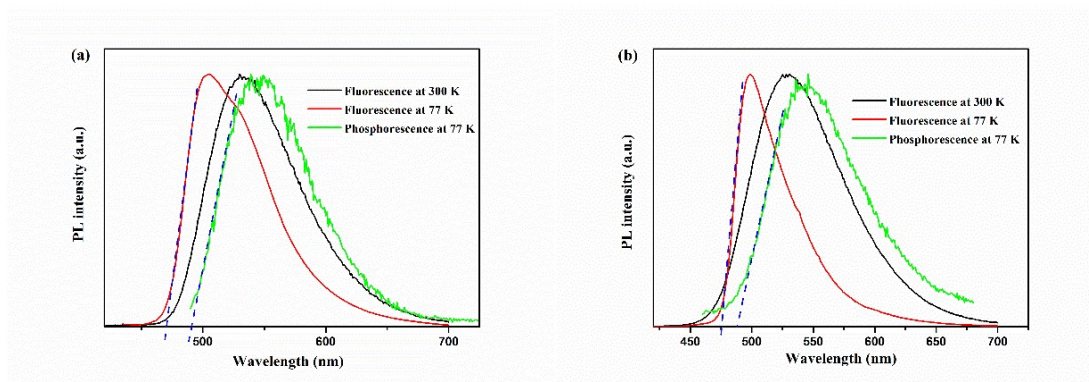 (a)
Fluorescence at 300 K
Fluorescence at 77 K
Phosphorescence at 77 K
PL intensity (a.u.)
500
600
700
Wavelength (nm)
(b)
Fluorescence at 300 K
Fluorescence at 77 K
Phosphorescence at 77 K
PL intensity (a.u.)
450
500
550
600
650
700
Wavelength (nm)